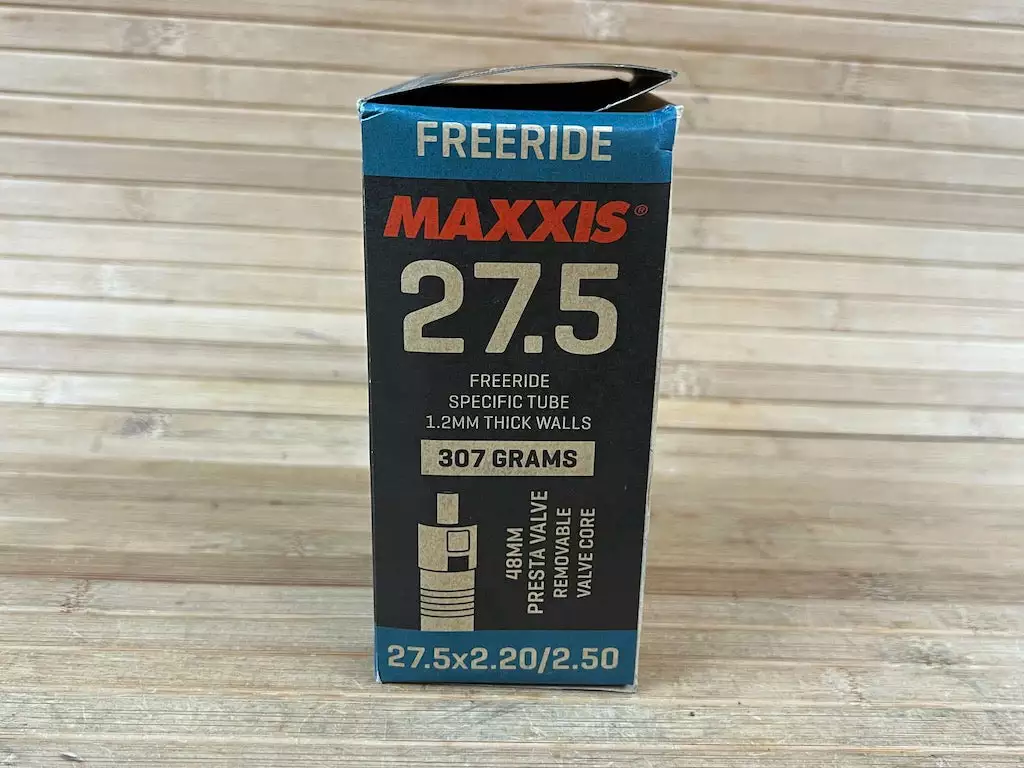 FREERIDE
MAXXIS®
27.5
FREERIDE
SPECIFIC TUBE
1.2MM THICK WALLS
307 GRAMS
48MM
PRESTA VALVE
REMOVABLE
VALVE CORE
27.5x2.20/2.50